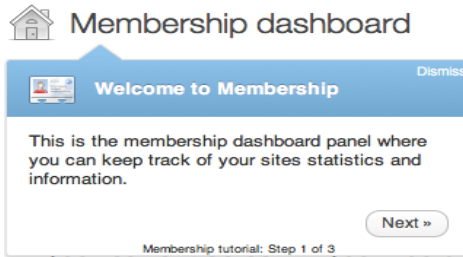 Membership dashboard
Dismiss
Welcome to Membership
This is the membership dashboard panel where
you can keep track of your sites statistics and
information.
Next »
Membership tutorial: Step 1 of 3